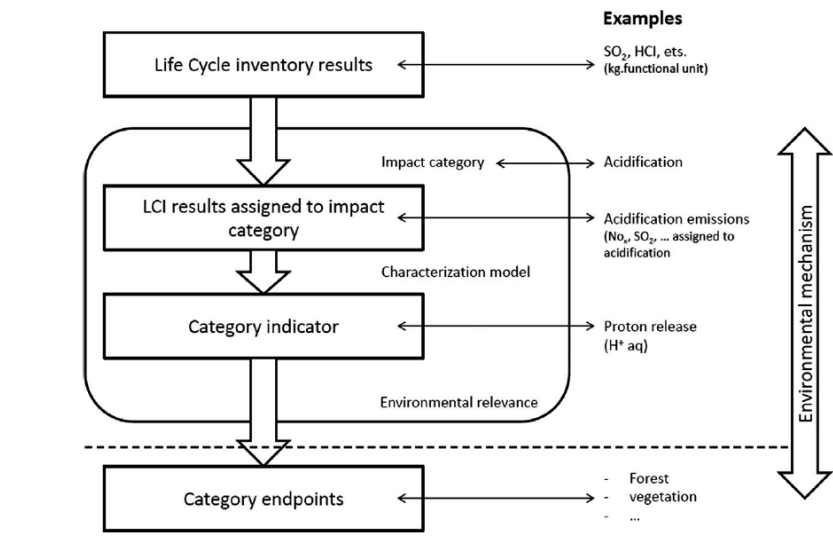 Examples
Life Cycle inventory results
SO2, HCl, ets.
(kg.functional unit)
Impact category
Acidification
LCI results assigned to impact
category
Acidification emissions
(Nox, SO2, ... assigned to
acidification
Characterization model
Category indicator
Proton release
(H+ aq)
Environmental relevance
Category endpoints
- Forest
- vegetation
- ...
Environmental mechanism